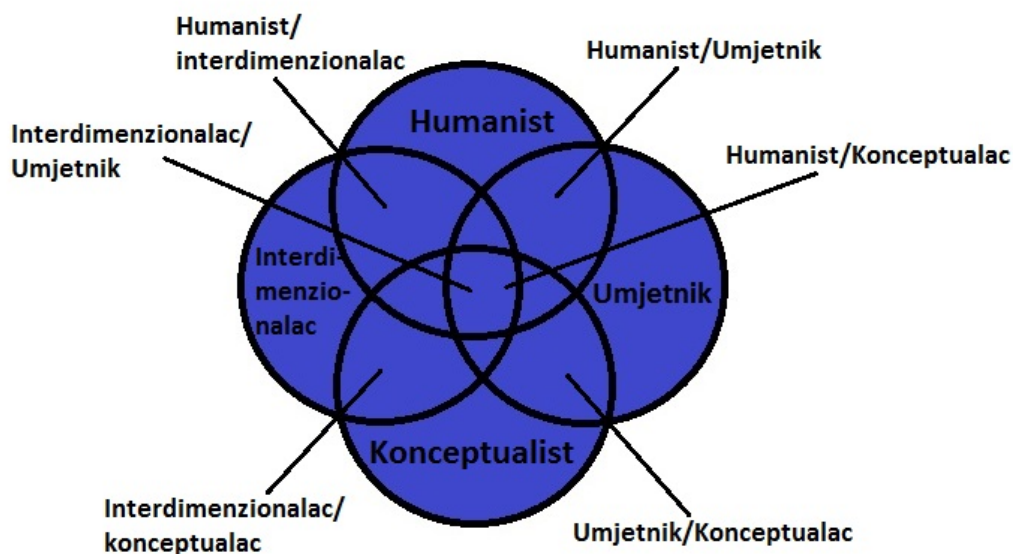 Humanist/
interdimenzionalac
Humanist/Umjetnik
Interdimenzionalac/
Umjetnik
Humanist
Humanist/Konceptualac
Interdi-
menzio-
nalac
Umjetnik
Konceptualist
Interdimenzionalac/
konceptualac
Umjetnik/Konceptualac